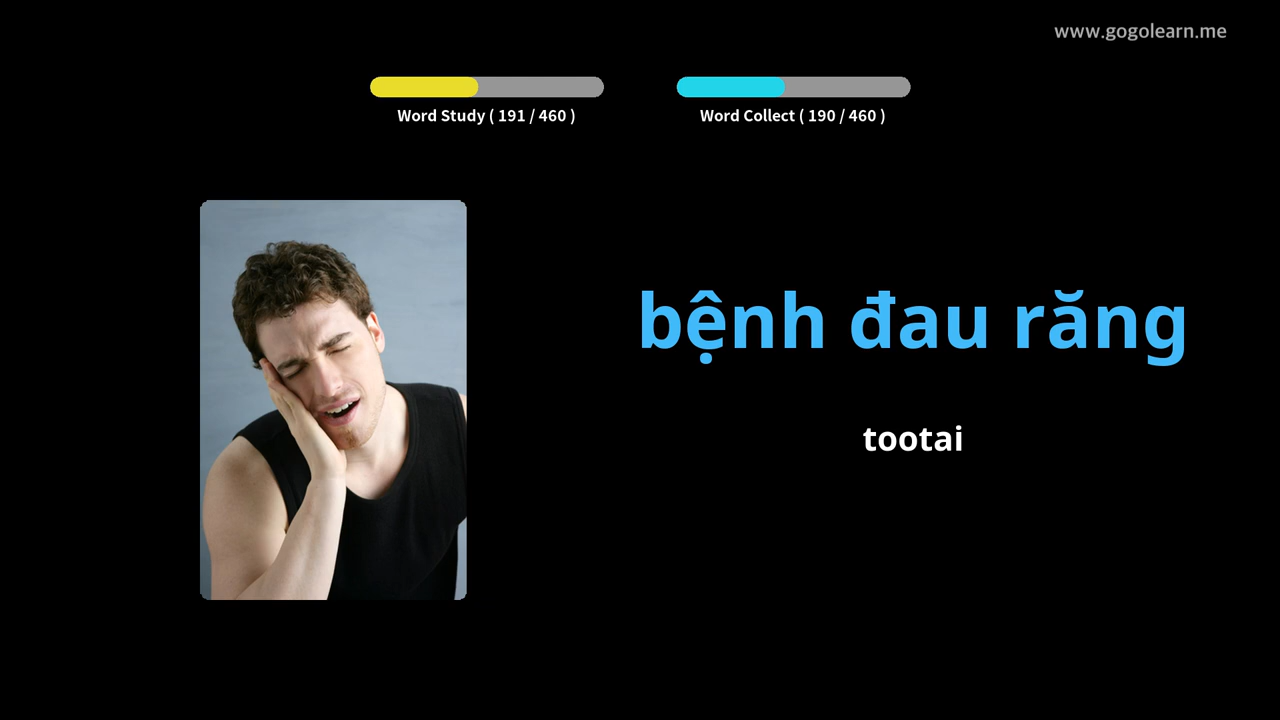 www.gogolearn.me
Word Study ( 191 / 460 )
Word Collect ( 190 / 460 )
bệnh đau răng
tootai